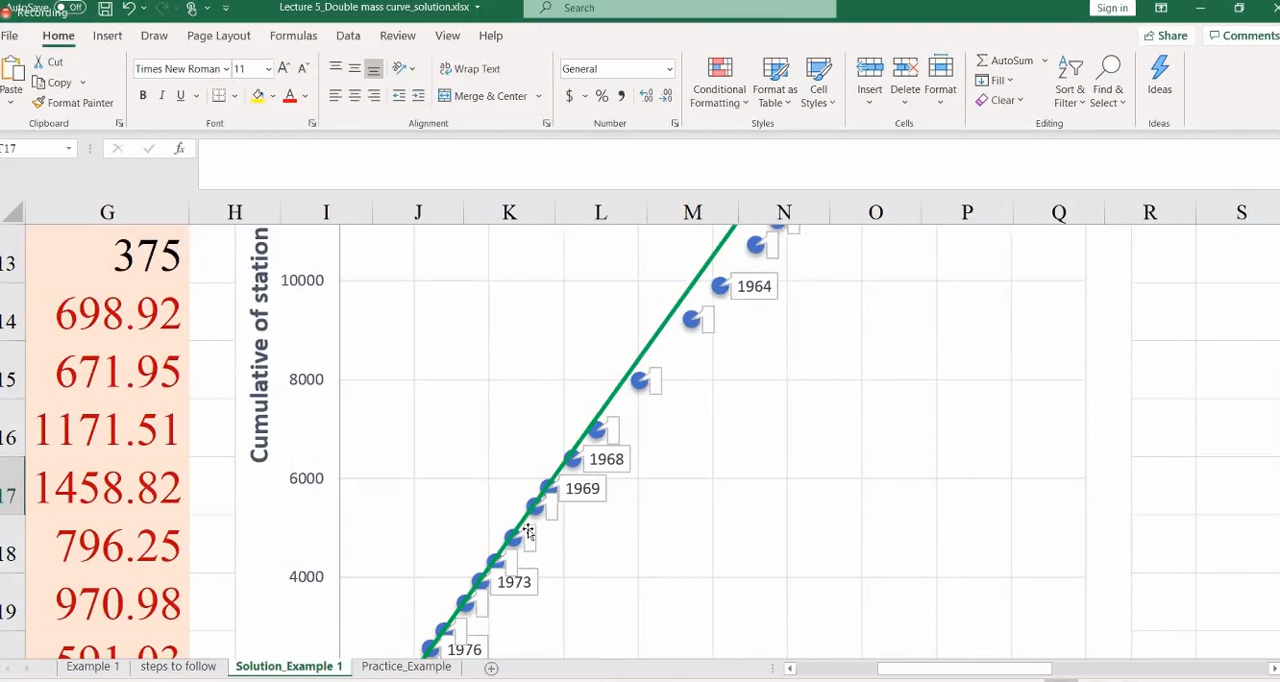 Recording
AutoSave Off Lecture 5_Double mass curve_solution.xlsx Search Sign in
File Home Insert Draw Page Layout Formulas Data Review View Help Share Comments
Paste
Cut
Copy
Format Painter
Clipboard
Times New Roman 11
B I U
Font
Wrap Text
Merge & Center
Alignment
General
$ % ,
Number
Conditional Formatting
Format as Table
Cell Styles
Styles
Insert Delete Format
Cells
AutoSum
Fill
Clear
Sort & Filter
Find & Select
Editing
Ideas
Ideas
T17 fx
G H I J K L M N O P Q R S
13 375
14 698.92
15 671.95
16 1171.51
17 1458.82
18 796.25
19 970.98
Cumulative of station
10000
8000
6000
4000
1964
1968
1969
1973
1976
Example 1 steps to follow Solution_Example 1 Practice_Example